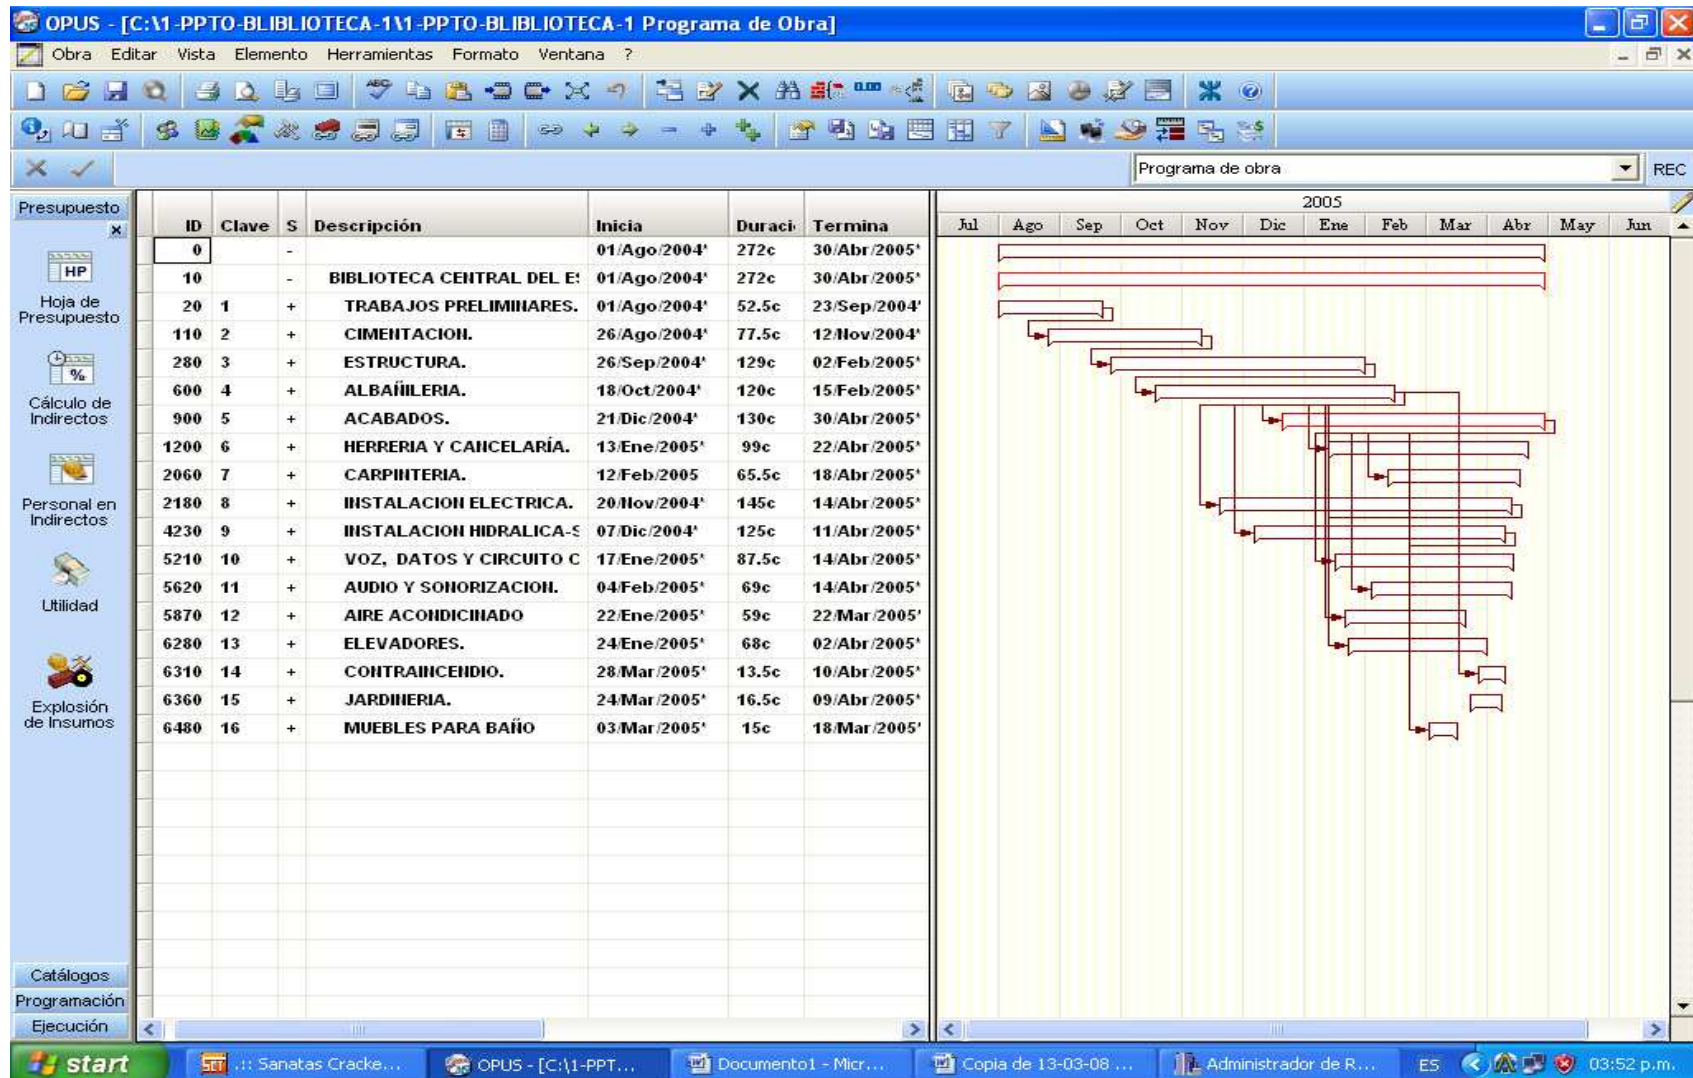 OPUS - [C:\1-PPTO-BLIBLIOTECA-1\1-PPTO-BLIBLIOTECA-1 Programa de Obra]
Obra Editar Vista Elemento Herramientas Formato Ventana ?
Programa de obra REC
Presupuesto
Hoja de Presupuesto
Cálculo de Indirectos
Personal en Indirectos
Utilidad
Explosión de Insumos
Catálogos
Programación
Ejecución
ID Clave S Descripción Inicia Duraci Termina
0 - 01/Ago/2004* 272c 30/Abr/2005*
10 - BIBLIOTECA CENTRAL DEL E 01/Ago/2004* 272c 30/Abr/2005*
20 1 + TRABAJOS PRELIMINARES. 01/Ago/2004* 52.5c 23/Sep/2004*
110 2 + CIMENTACION. 26/Ago/2004* 77.5c 12/Nov/2004*
280 3 + ESTRUCTURA. 26/Sep/2004* 129c 02/Feb/2005*
600 4 + ALBAÑILERIA. 18/Oct/2004* 120c 15/Feb/2005*
900 5 + ACABADOS. 21/Dic/2004* 130c 30/Abr/2005*
1200 6 + HERRERIA Y CANCELARÍA. 13/Ene/2005* 99c 22/Abr/2005*
2060 7 + CARPINTERIA. 12/Feb/2005 65.5c 18/Abr/2005*
2180 8 + INSTALACION ELECTRICA. 20/Nov/2004* 145c 14/Abr/2005*
4230 9 + INSTALACION HIDRALICA-S 07/Dic/2004* 125c 11/Abr/2005*
5210 10 + VOZ, DATOS Y CIRCUITO C 17/Ene/2005* 87.5c 14/Abr/2005*
5620 11 + AUDIO Y SONORIZACION. 04/Feb/2005* 69c 14/Abr/2005*
5870 12 + AIRE ACONDICINADO 22/Ene/2005* 59c 22/Mar/2005*
6280 13 + ELEVADORES. 24/Ene/2005* 68c 02/Abr/2005*
6310 14 + CONTRAINCENDIO. 28/Mar/2005* 13.5c 10/Abr/2005*
6360 15 + JARDINERIA. 24/Mar/2005* 16.5c 09/Abr/2005*
6480 16 + MUEBLES PARA BAÑO 03/Mar/2005* 15c 18/Mar/2005*
2005
Jul Ago Sep Oct Nov Dic Ene Feb Mar Abr May Jun
start .:: Sanatas Cracke... OPUS - [C:\1-PPT... Documento1 - Micr... Copia de 13-03-08 ... Administrador de R... ES 03:52 p.m.